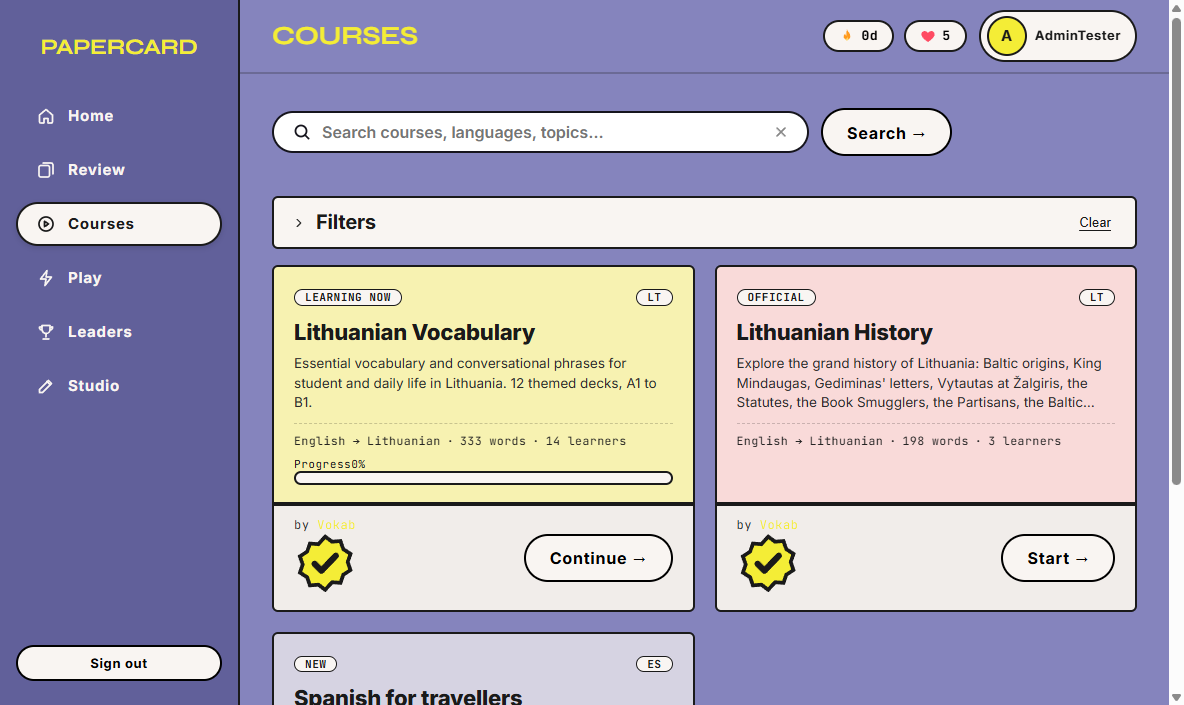 PAPERCARD
Home
Review
Courses
Play
Leaders
Studio
Sign out
COURSES
0d
5
A
AdminTester
Search courses, languages, topics...
Search →
Filters
Clear
LEARNING NOW
LT
Lithuanian Vocabulary
Essential vocabulary and conversational phrases for
student and daily life in Lithuania. 12 themed decks, A1 to
B1.
English → Lithuanian · 333 words · 14 learners
Progress0%
by Vokab
Continue →
OFFICIAL
LT
Lithuanian History
Explore the grand history of Lithuania: Baltic origins, King
Mindaugas, Gediminas' letters, Vytautas at Žalgiris, the
Statutes, the Book Smugglers, the Partisans, the Baltic...
English → Lithuanian · 198 words · 3 learners
by Vokab
Start →
NEW
ES
Spanish for travellers